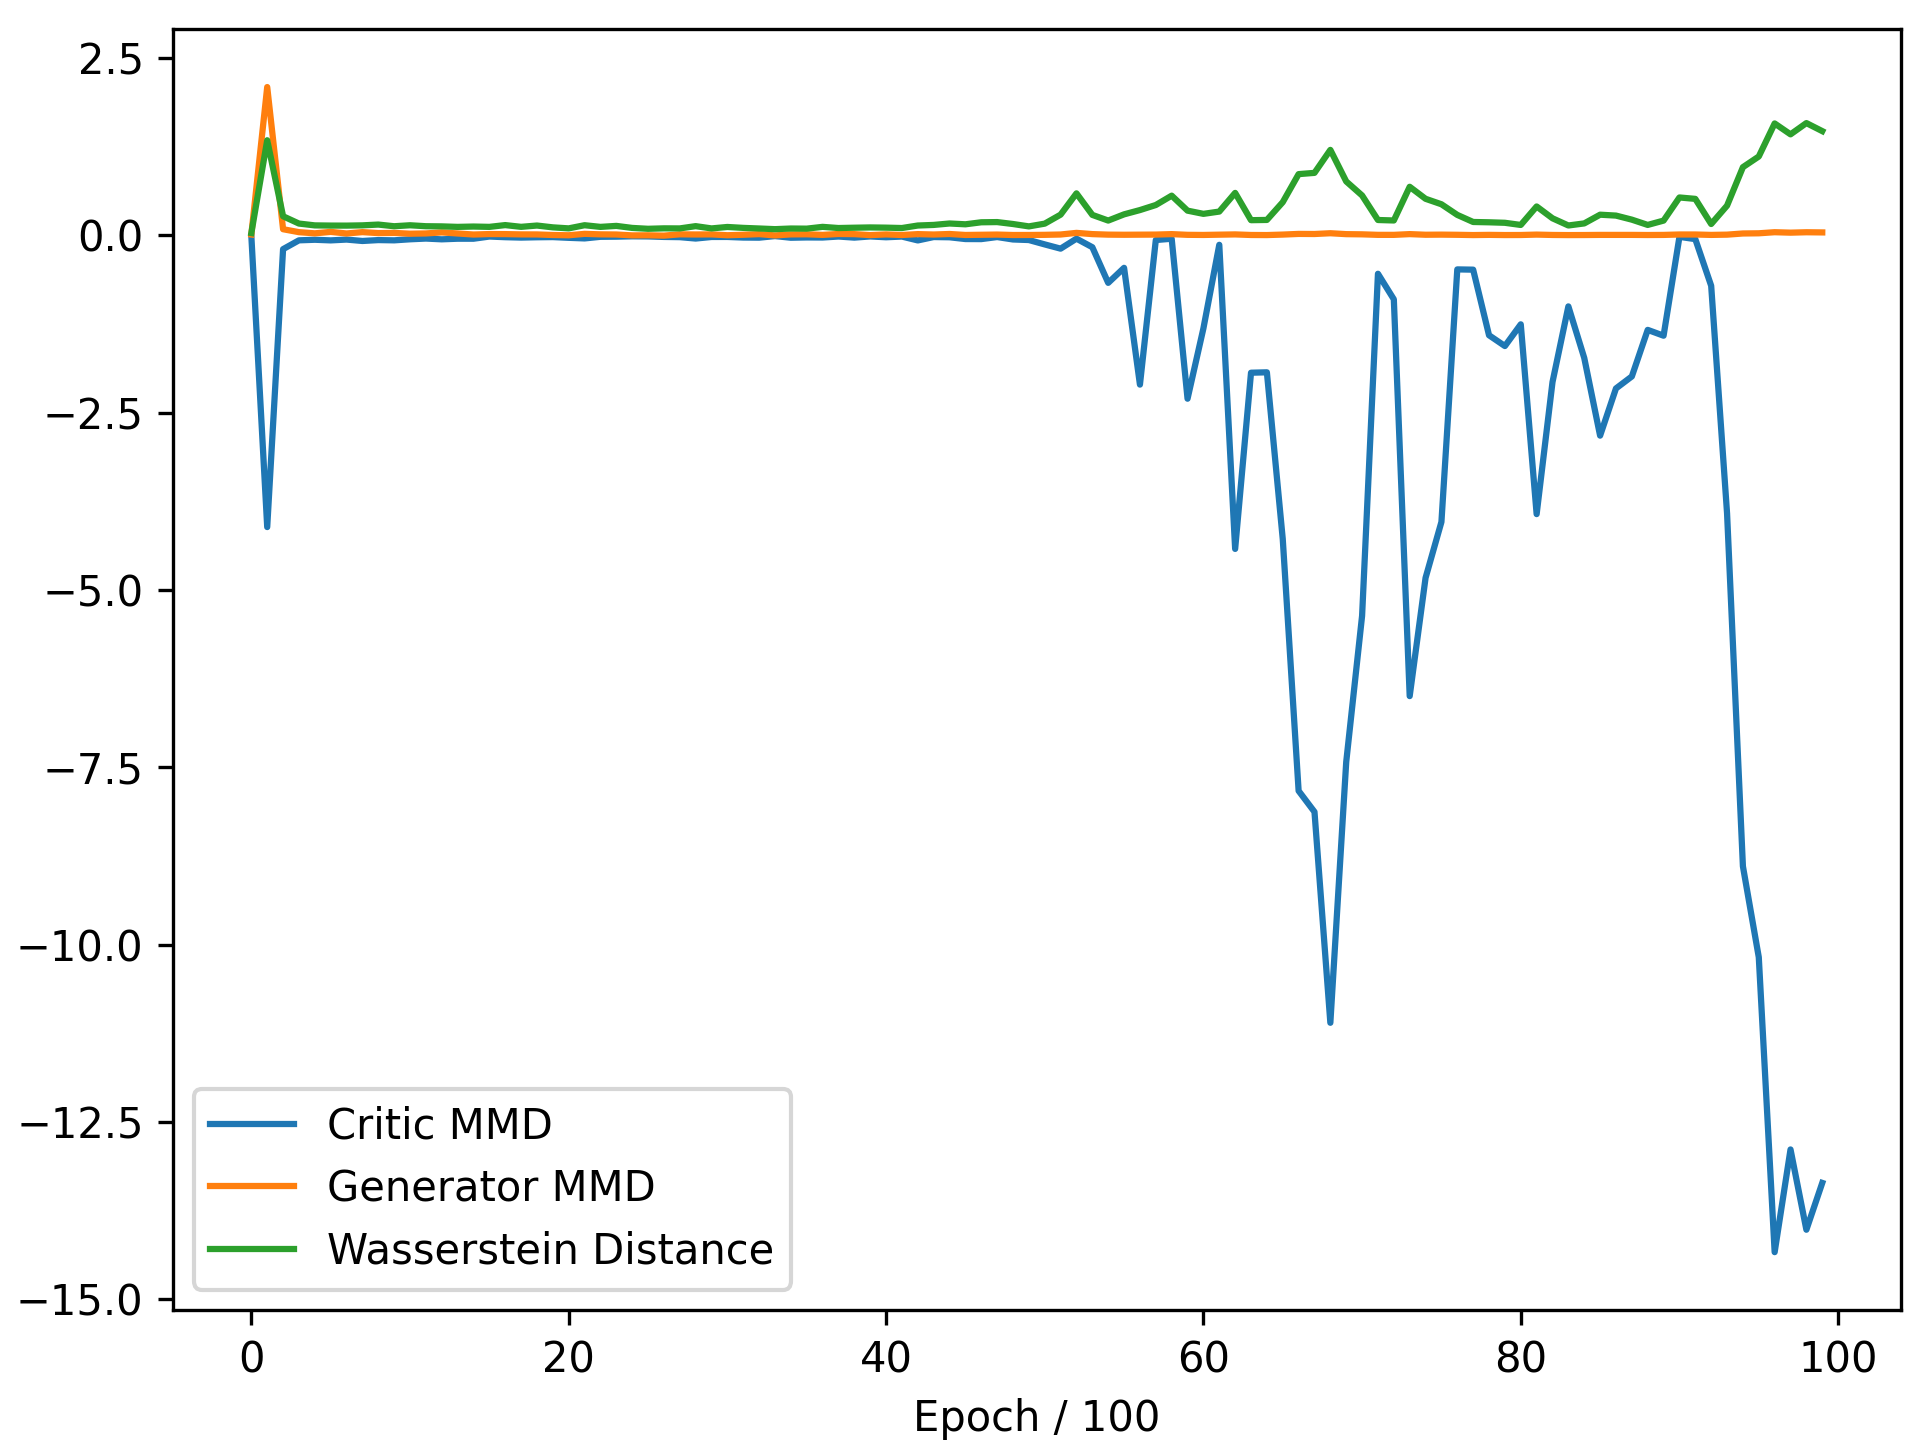 2.5
0.0
−2.5
−5.0
−7.5
−10.0
−12.5
−15.0
Critic MMD
Generator MMD
Wasserstein Distance
0 20 40 60 80 100
Epoch / 100